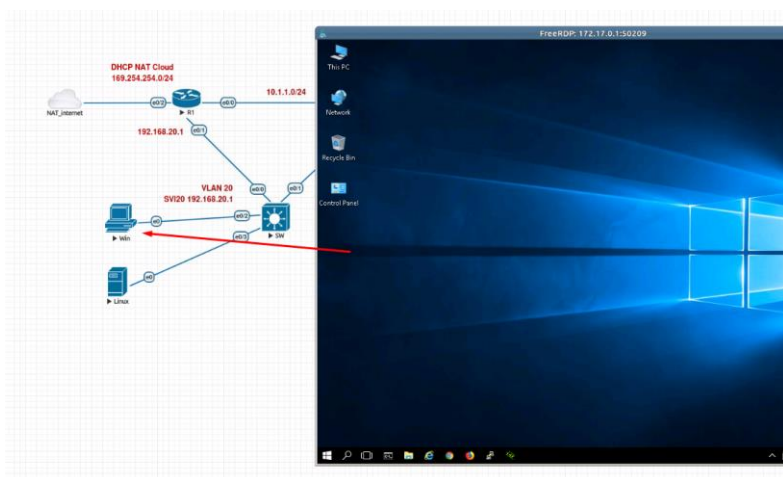 FreeRDP: 172.17.0.1:50209
This PC
Network
Recycle Bin
Control Panel
DHCP NAT Cloud
169.254.254.0/24
NAT_internet
e0/2
R1
e0/0
10.1.1.0/24
192.168.20.1
e0/1
VLAN 20
SVI20 192.168.20.1
e0/0
e0/1
e0
e0/2
Win
e0/3
SW
e0
Linux